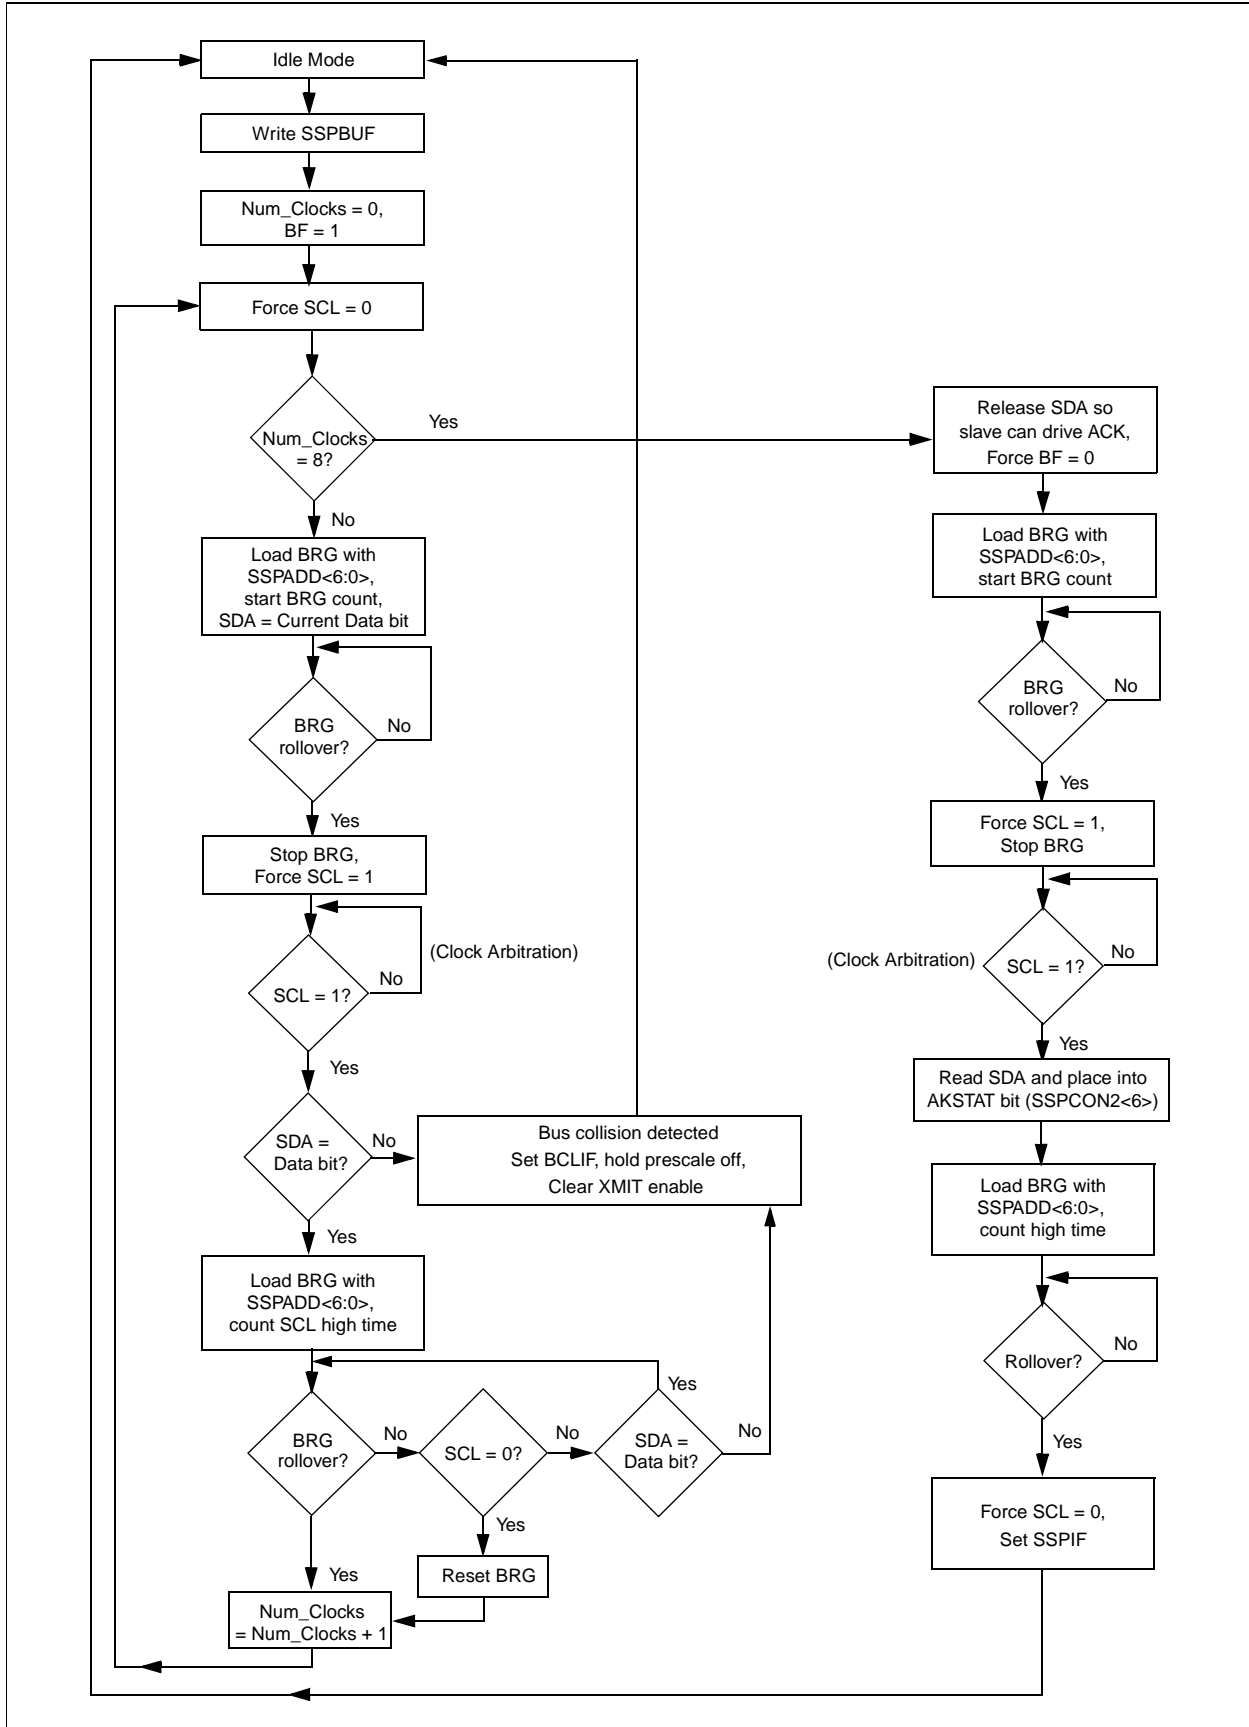 Idle Mode
Write SSPBUF
Num_Clocks = 0,
BF = 1
Force SCL = 0
Num_Clocks
= 8?
Yes
No
Load BRG with
SSPADD<6:0>,
start BRG count,
SDA = Current Data bit
BRG
rollover?
No
Yes
Stop BRG,
Force SCL = 1
(Clock Arbitration)
SCL = 1?
No
Yes
SDA =
Data bit?
No
Bus collision detected
Set BCLIF, hold prescale off,
Clear XMIT enable
Yes
Load BRG with
SSPADD<6:0>,
count SCL high time
BRG
rollover?
No
SCL = 0?
No
SDA =
Data bit?
Yes
No
Yes
Reset BRG
Yes
Num_Clocks
= Num_Clocks + 1
Release SDA so
slave can drive ACK,
Force BF = 0
Load BRG with
SSPADD<6:0>,
start BRG count
BRG
rollover?
No
Yes
Force SCL = 1,
Stop BRG
(Clock Arbitration)
SCL = 1?
No
Yes
Read SDA and place into
AKSTAT bit (SSPCON2<6>)
Load BRG with
SSPADD<6:0>,
count high time
Rollover?
No
Yes
Force SCL = 0,
Set SSPIF